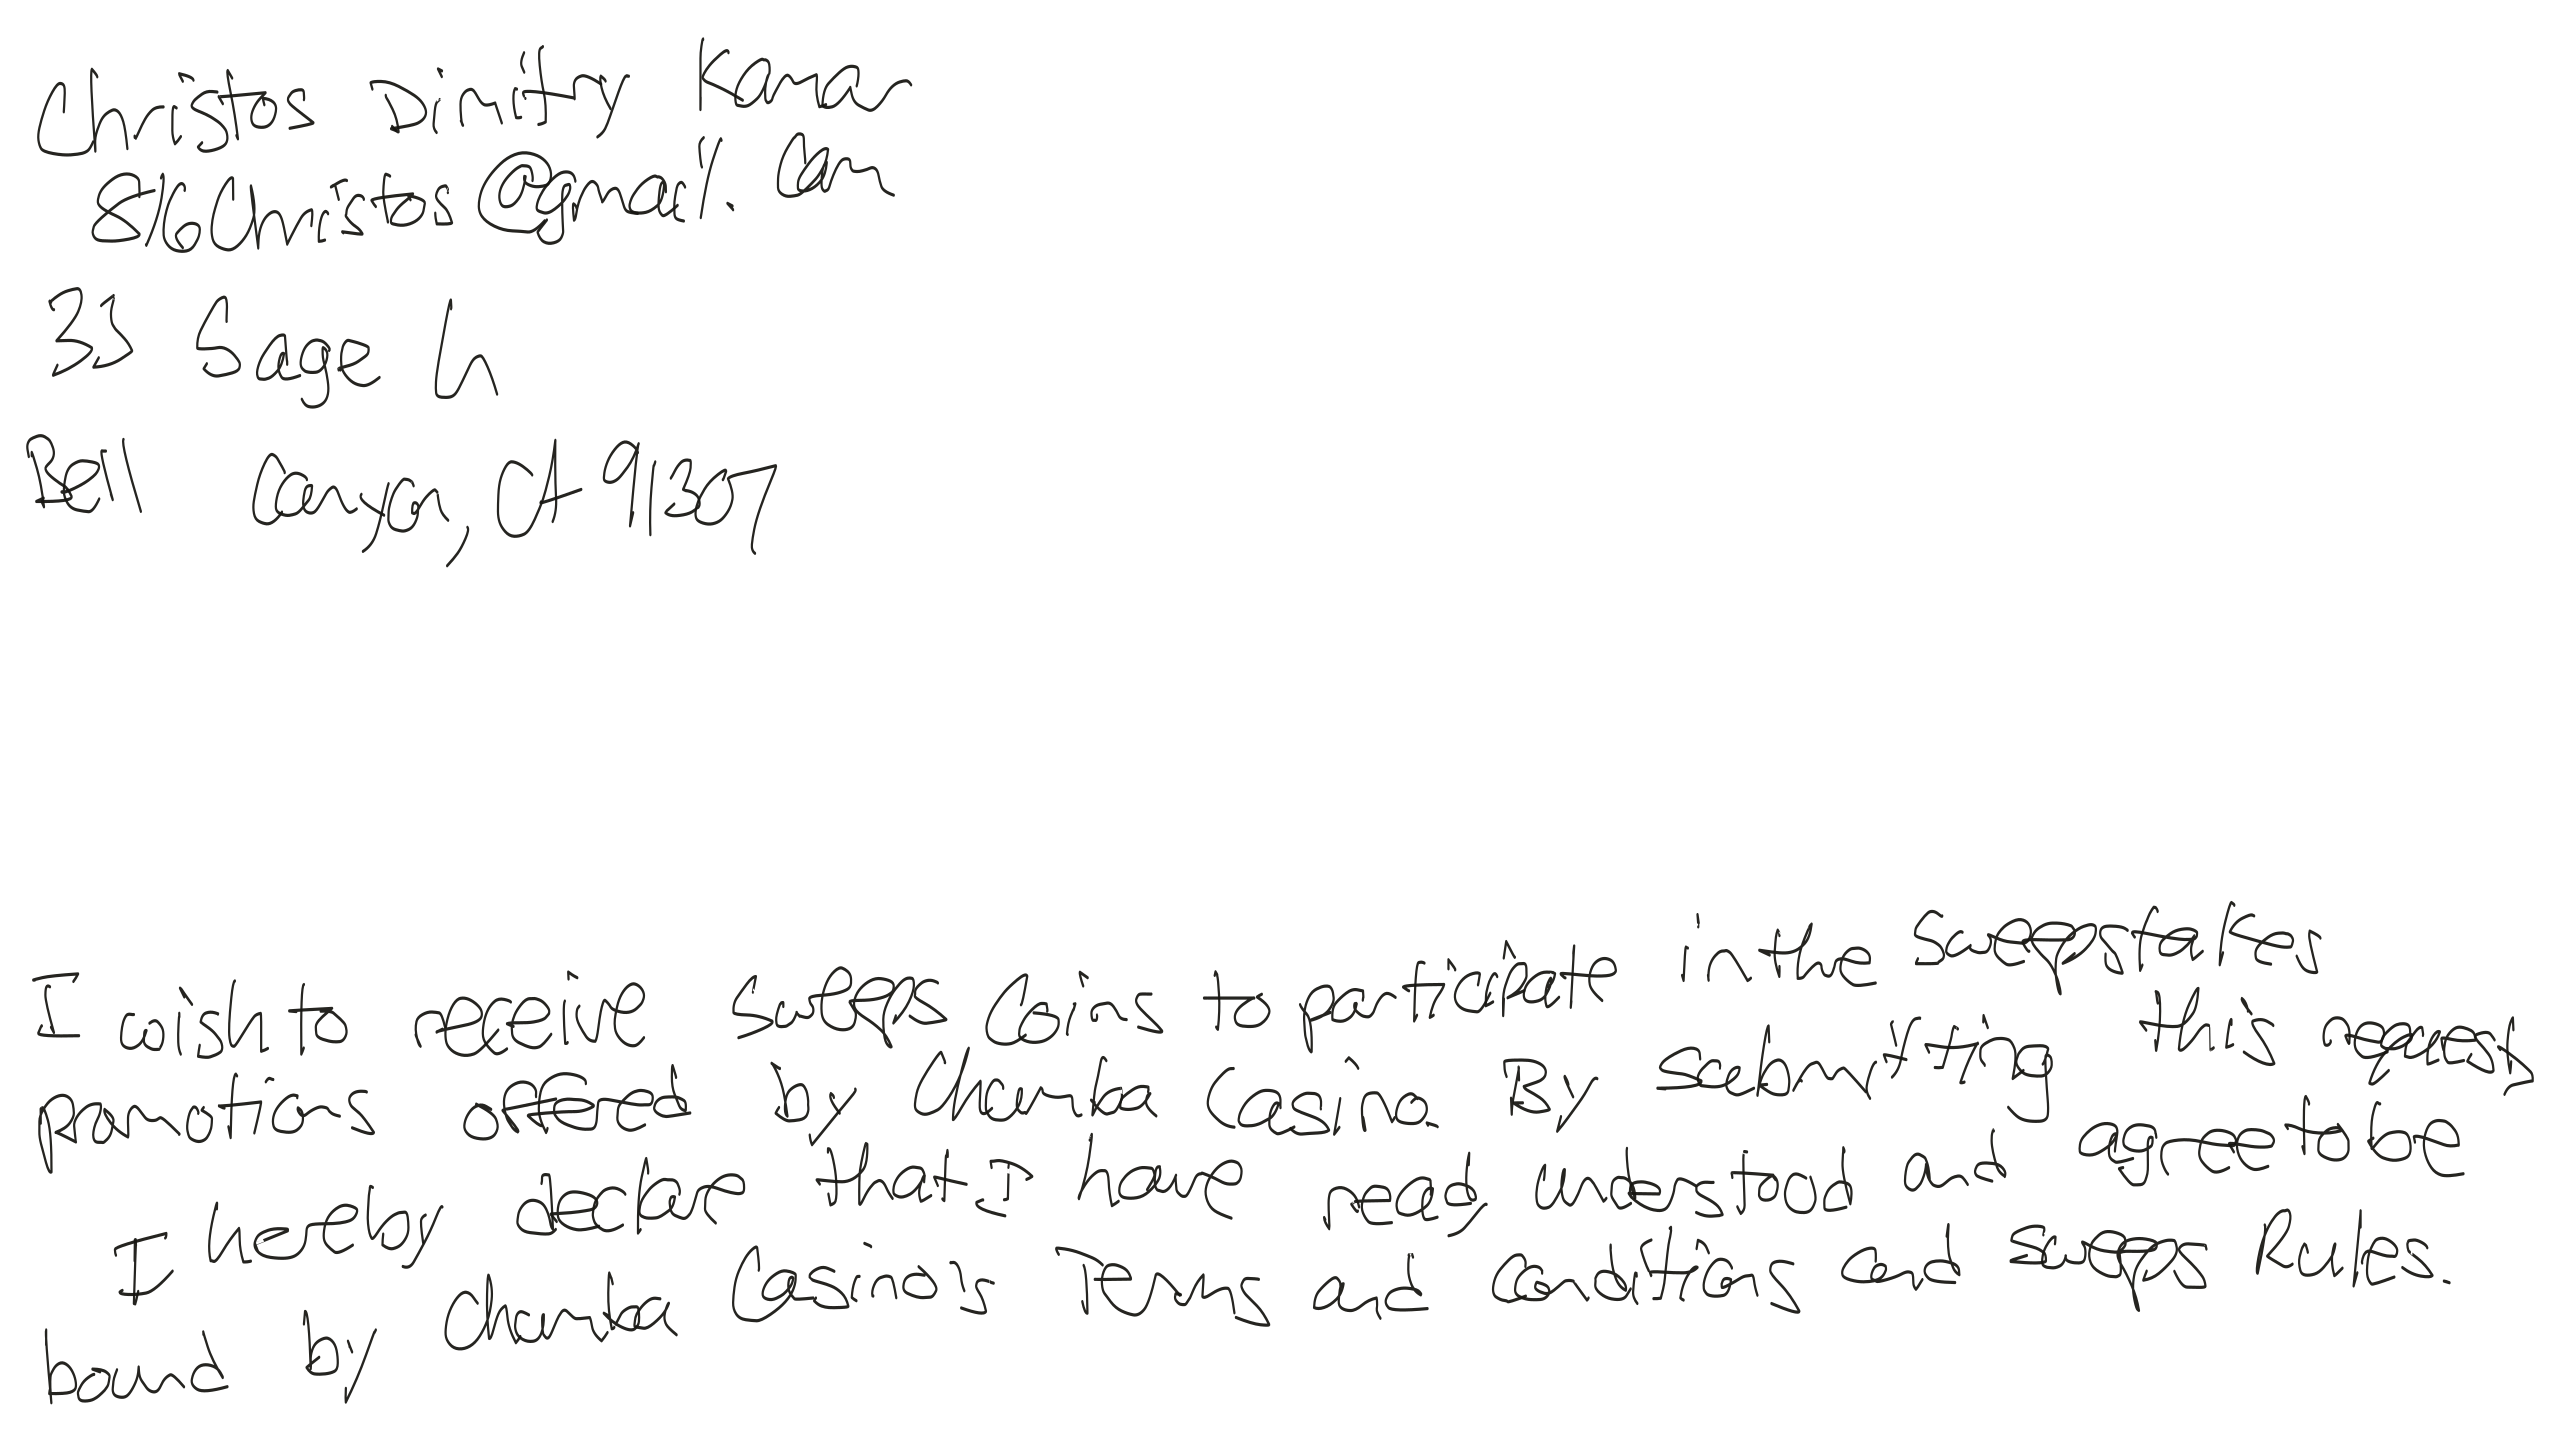 Christos Dimitry Kamar
816Christos@gmail.com
33 Sage Ln
Bell Canyon, CA 91307
I wish to receive Sweeps Coins to participate in the sweepstakes
promotions offered by Chumba Casino. By submitting this request,
I hereby declare that I have read, understood and agree to be
bound by Chumba Casino's Terms and Conditions and Sweeps Rules.